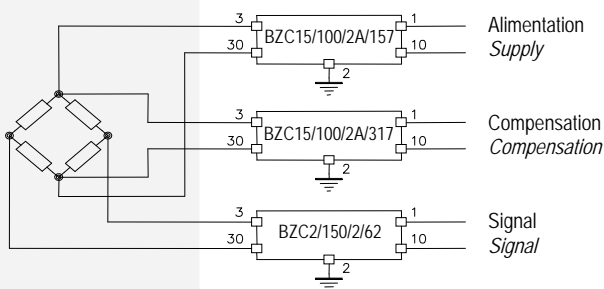 3 BZC15/100/2A/157 1 Alimentation
30 10 Supply
2
3 BZC15/100/2A/317 1 Compensation
30 10 Compensation
2
3 BZC2/150/2/62 1 Signal
30 10 Signal
2